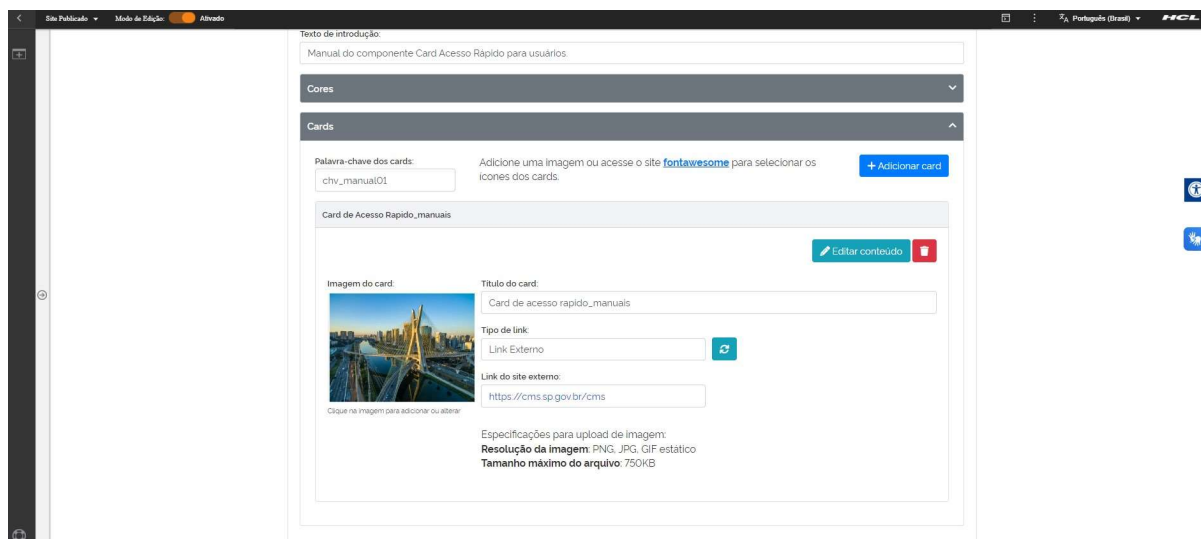 Site Publicado
Modo de Edição:
Ativado
Português (Brasil)
HCL
Texto de introdução:
Manual do componente Card Acesso Rápido para usuários.
Cores
Cards
Palavra-chave dos cards:
chv_manual01
Adicione uma imagem ou acesse o site fontawesome para selecionar os
ícones dos cards.
+ Adicionar card
Card de Acesso Rapido_manuais
Editar conteúdo
Imagem do card:
Clique na imagem para adicionar ou alterar
Título do card:
Card de acesso rapido_manuais
Tipo de link:
Link Externo
Link do site externo:
https://cms.sp.gov.br/cms
Especificações para upload de imagem:
Resolução da imagem: PNG, JPG, GIF estático
Tamanho máximo do arquivo: 750KB